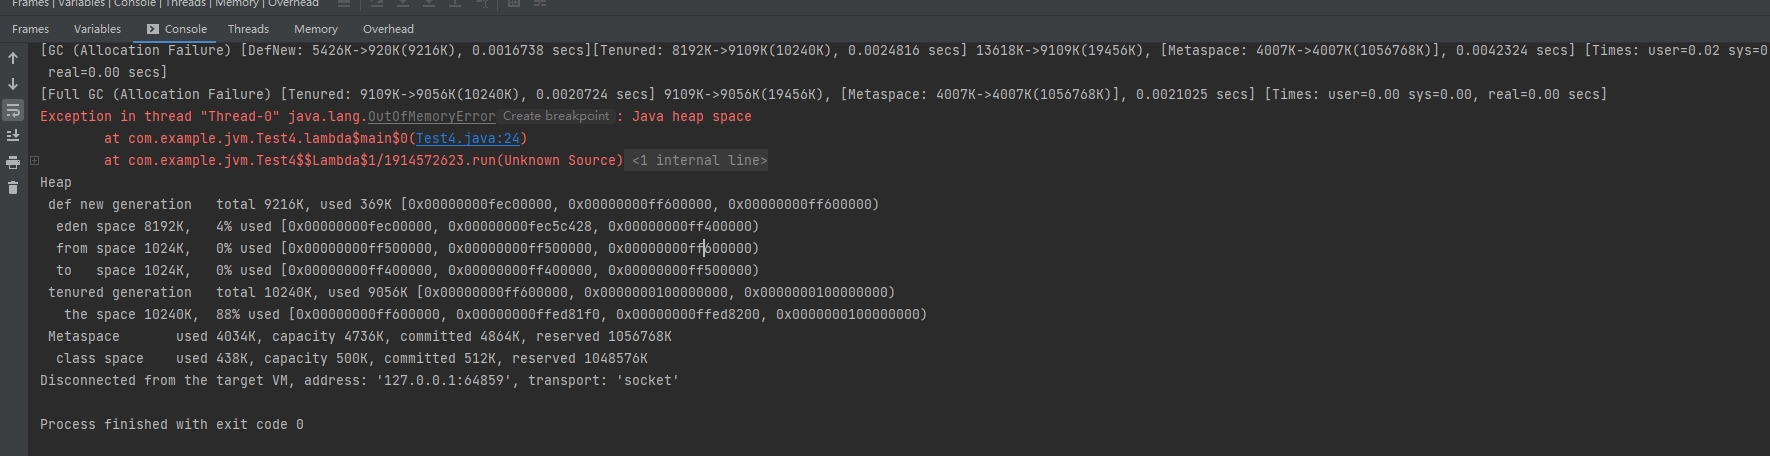 Frames | Variables | Console | Threads | Memory | Overhead
Frames Variables Console Threads Memory Overhead
[GC (Allocation Failure) [DefNew: 5426K->920K(9216K), 0.0016738 secs][Tenured: 8192K->9109K(10240K), 0.0024816 secs] 13618K->9109K(19456K), [Metaspace: 4007K->4007K(1056768K)], 0.0042324 secs] [Times: user=0.02 sys=0
real=0.00 secs]
[Full GC (Allocation Failure) [Tenured: 9109K->9056K(10240K), 0.0020724 secs] 9109K->9056K(19456K), [Metaspace: 4007K->4007K(1056768K)], 0.0021025 secs] [Times: user=0.00 sys=0.00, real=0.00 secs]
Exception in thread "Thread-0" java.lang.OutOfMemoryError Create breakpoint : Java heap space
at com.example.jvm.Test4.lambda$main$0(Test4.java:24)
at com.example.jvm.Test4$$Lambda$1/1914572623.run(Unknown Source) <1 internal line>
Heap
def new generation   total 9216K, used 369K [0x00000000fec00000, 0x00000000ff600000, 0x00000000ff600000)
eden space 8192K,   4% used [0x00000000fec00000, 0x00000000fec5c428, 0x00000000ff400000)
from space 1024K,   0% used [0x00000000ff500000, 0x00000000ff500000, 0x00000000ff600000)
to   space 1024K,   0% used [0x00000000ff400000, 0x00000000ff400000, 0x00000000ff500000)
tenured generation   total 10240K, used 9056K [0x00000000ff600000, 0x0000000100000000, 0x0000000100000000)
the space 10240K,  88% used [0x00000000ff600000, 0x00000000ffed81f0, 0x00000000ffed8200, 0x0000000100000000)
Metaspace       used 4034K, capacity 4736K, committed 4864K, reserved 1056768K
class space    used 438K, capacity 500K, committed 512K, reserved 1048576K
Disconnected from the target VM, address: '127.0.0.1:64859', transport: 'socket'
Process finished with exit code 0